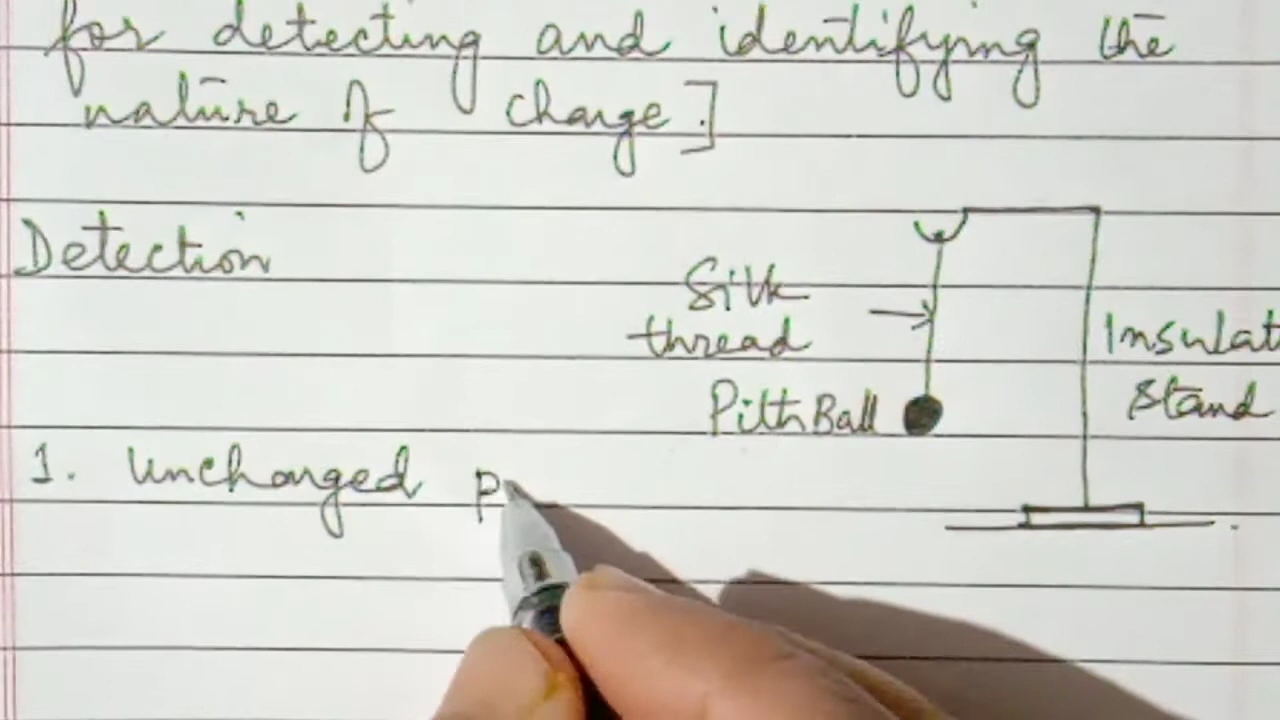 for detecting and identifying the
nature of charge.]
Detection
Silk
thread
Pith Ball
Insulat
Stand
1. Uncharged p